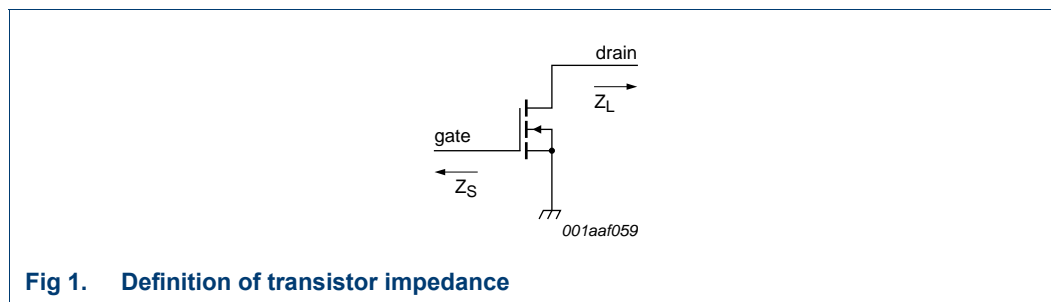 drain
Z_L
gate
Z_S
001aaf059
Fig 1. Definition of transistor impedance